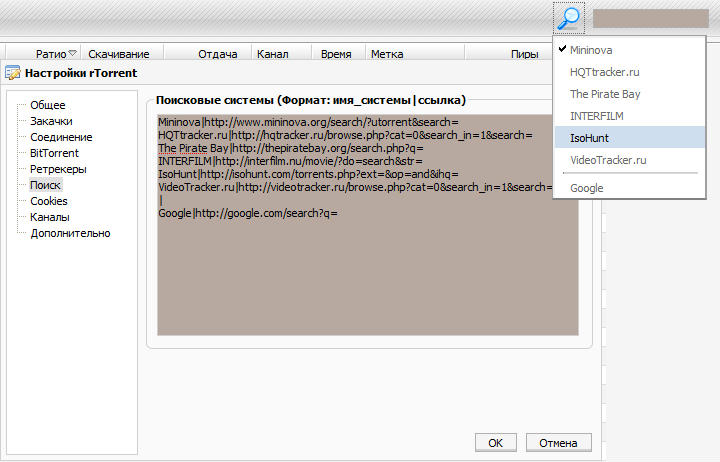 Mininova
HQTtracker.ru
The Pirate Bay
INTERFILM
IsoHunt
VideoTracker.ru
Google
Ратио Скачивание Отдача Канал Время Метка Пиры
Настройки rTorrent
Общее
Закачки
Соединение
BitTorrent
Ретрекеры
Поиск
Cookies
Каналы
Дополнительно
Поисковые системы (Формат: имя_системы|ссылка)
Mininova|http://www.mininova.org/search/?utorrent&search=
HQTtracker.ru|http://hqtracker.ru/browse.php?cat=0&search_in=1&search=
The Pirate Bay|http://thepiratebay.org/search.php?q=
INTERFILM|http://interfilm.nu/movie/?do=search&str=
IsoHunt|http://isohunt.com/torrents.php?ext=&op=and&ihq=
VideoTracker.ru|http://videotracker.ru/browse.php?cat=0&search_in=1&search=
|
Google|http://google.com/search?q=
OK Отмена